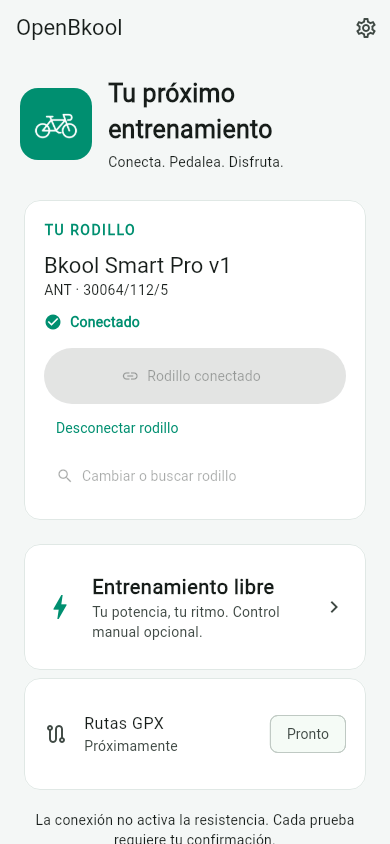 OpenBkool
Tu próximo
entrenamiento
Conecta. Pedalea. Disfruta.
TU RODILLO
Bkool Smart Pro v1
ANT · 30064/112/5
Conectado
Rodillo conectado
Desconectar rodillo
Cambiar o buscar rodillo
Entrenamiento libre
Tu potencia, tu ritmo. Control
manual opcional.
Rutas GPX
Próximamente
Pronto
La conexión no activa la resistencia. Cada prueba
requiere tu confirmación.